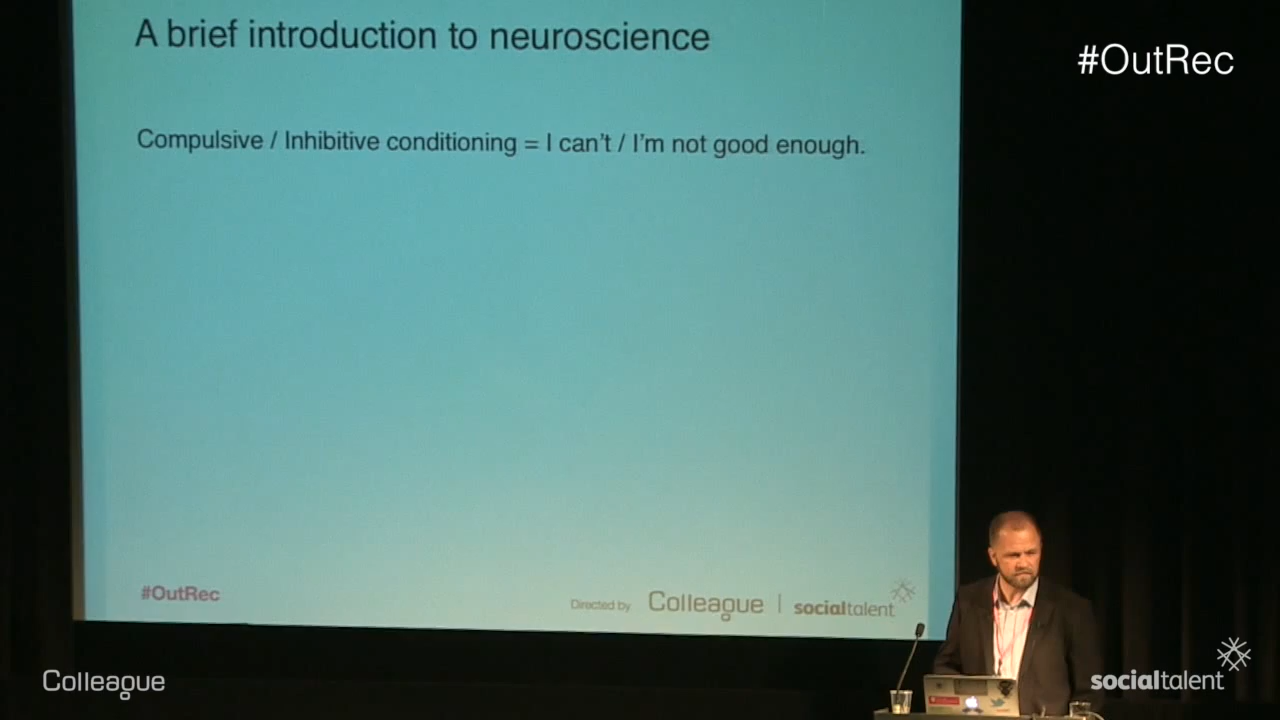 A brief introduction to neuroscience
#OutRec
Compulsive / Inhibitive conditioning = I can't / I'm not good enough.
#OutRec
Directed by Colleague | socialtalent
Colleague
socialtalent